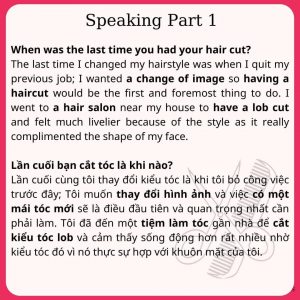 Speaking Part 1
When was the last time you had your hair cut?
The last time I changed my hairstyle was when I quit my
previous job; I wanted a change of image so having a
haircut would be the first and foremost thing to do. I
went to a hair salon near my house to have a lob cut
and felt much livelier because of the style as it really
complimented the shape of my face.
Lần cuối bạn cắt tóc là khi nào?
Lần cuối cùng tôi thay đổi kiểu tóc là khi tôi bỏ công việc
trước đây; Tôi muốn thay đổi hình ảnh và việc có một
mái tóc mới sẽ là điều đầu tiên và quan trọng nhất cần
phải làm. Tôi đã đến một tiệm làm tóc gần nhà để cắt
kiểu tóc lob và cảm thấy sống động hơn rất nhiều nhờ
kiểu tóc đó vì nó thực sự hợp với khuôn mặt của tôi.